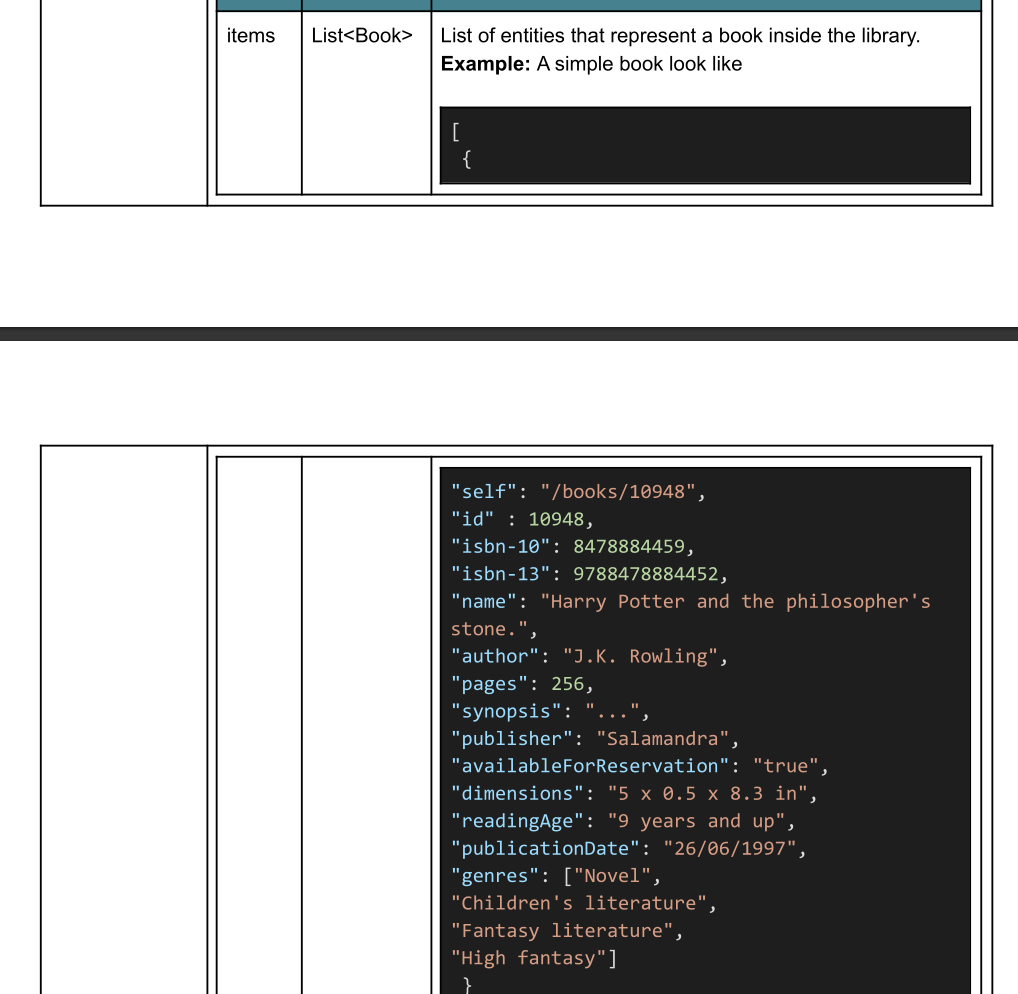 items
List<Book>
List of entities that represent a book inside the library.
Example: A simple book look like
[
{
"self": "/books/10948",
"id" : 10948,
"isbn-10": 8478884459,
"isbn-13": 9788478884452,
"name": "Harry Potter and the philosopher's
stone.",
"author": "J.K. Rowling",
"pages": 256,
"synopsis": "...",
"publisher": "Salamandra",
"availableForReservation": "true",
"dimensions": "5 x 0.5 x 8.3 in",
"readingAge": "9 years and up",
"publicationDate": "26/06/1997",
"genres": ["Novel",
"Children's literature",
"Fantasy literature",
"High fantasy"]
}